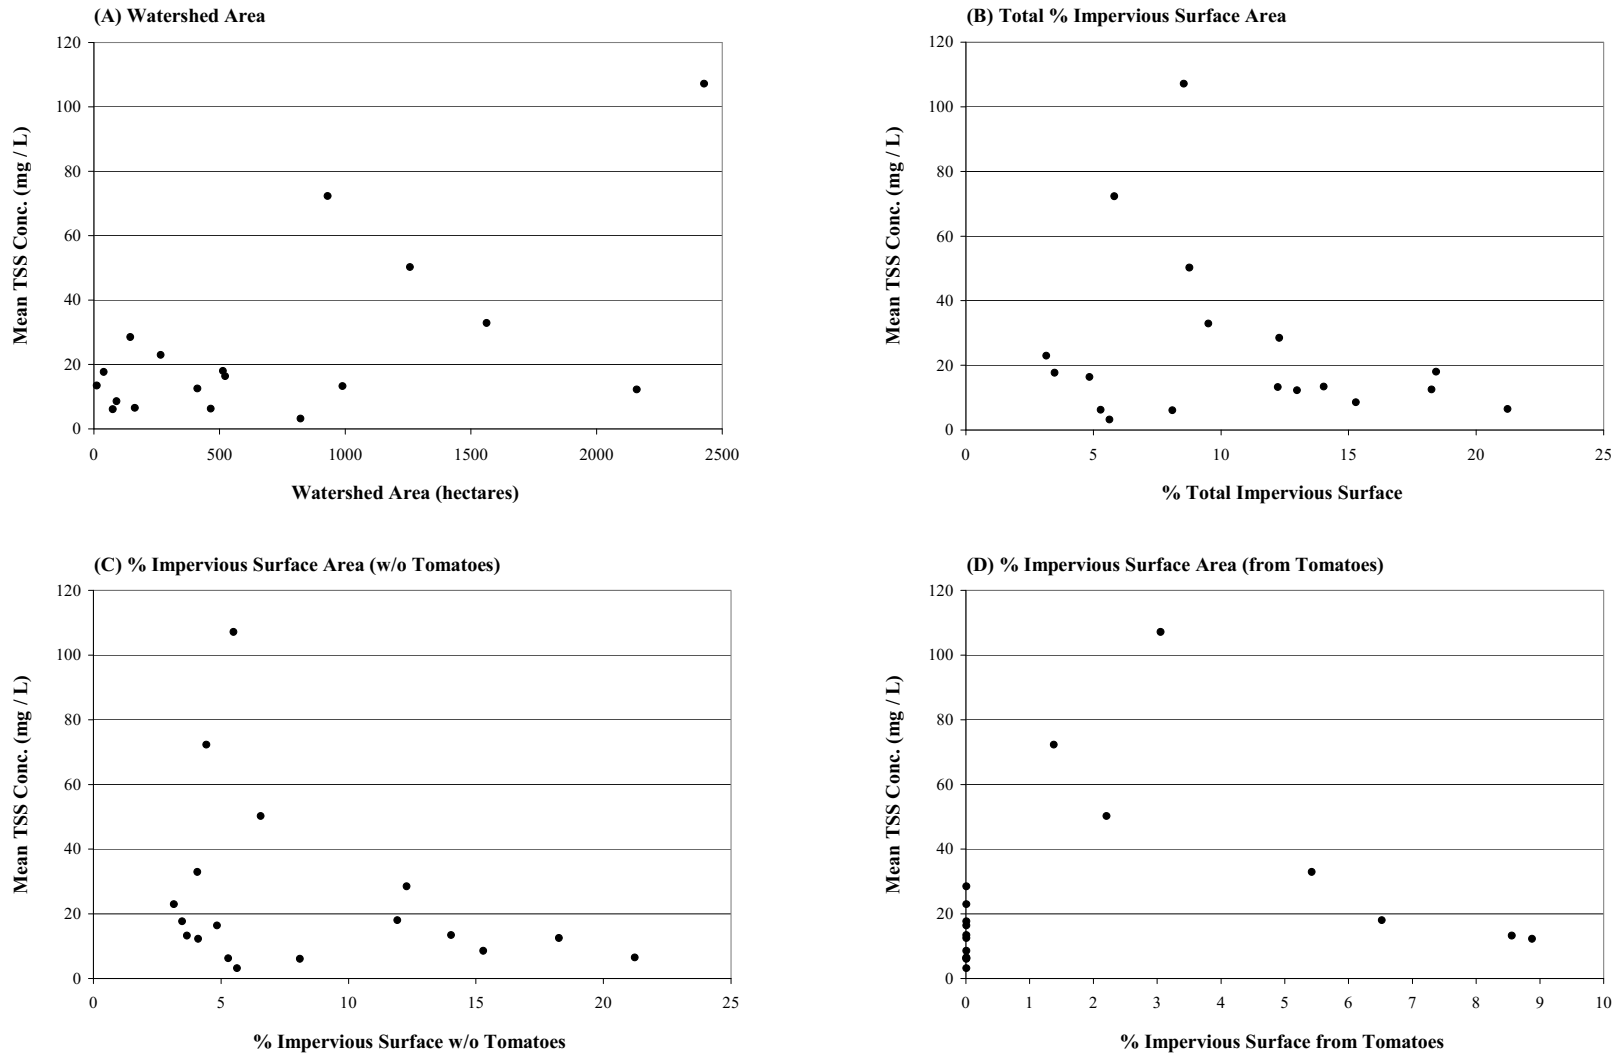 (A) Watershed Area
120
100
80
60
40
20
0
Mean TSS Conc. (mg / L)
0 500 1000 1500 2000 2500
Watershed Area (hectares)
(B) Total % Impervious Surface Area
120
100
80
60
40
20
0
Mean TSS Conc. (mg / L)
0 5 10 15 20 25
% Total Impervious Surface
(C) % Impervious Surface Area (w/o Tomatoes)
120
100
80
60
40
20
0
Mean TSS Conc. (mg / L)
0 5 10 15 20 25
% Impervious Surface w/o Tomatoes
(D) % Impervious Surface Area (from Tomatoes)
120
100
80
60
40
20
0
Mean TSS Conc. (mg / L)
0 1 2 3 4 5 6 7 8 9 10
% Impervious Surface from Tomatoes